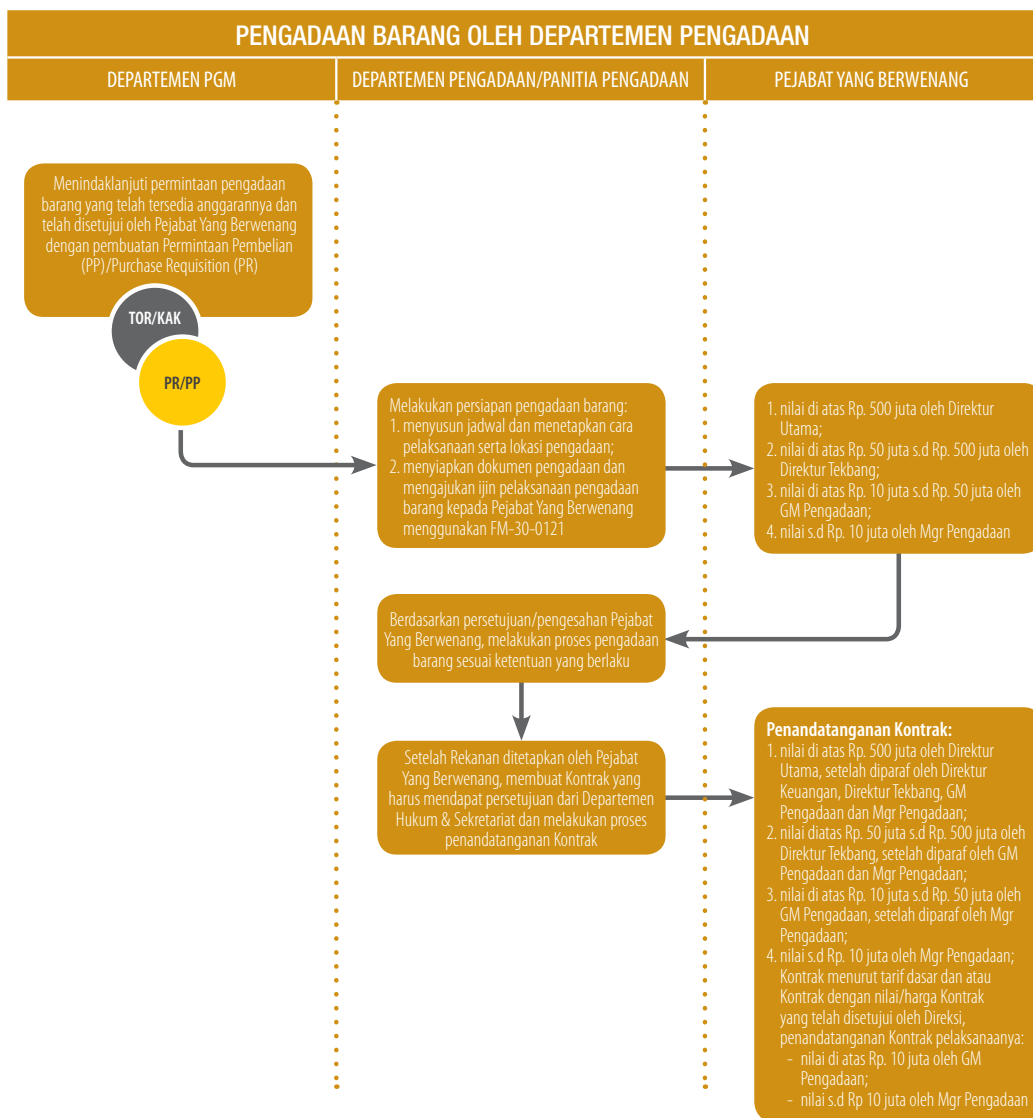 PENGADAAN BARANG OLEH DEPARTEMEN PENGADAAN
DEPARTEMEN PGM
DEPARTEMEN PENGADAAN/PANITIA PENGADAAN
PEJABAT YANG BERWENANG
Menindaklanjuti permintaan pengadaan
barang yang telah tersedia anggarannya dan
telah disetujui oleh Pejabat Yang Berwenang
dengan pembuatan Permintaan Pembelian
(PP)/Purchase Requisition (PR)
TOR/KAK
PR/PP
Melakukan persiapan pengadaan barang:
1. menyusun jadwal dan menetapkan cara
pelaksanaan serta lokasi pengadaan;
2. menyiapkan dokumen pengadaan dan
mengajukan ijin pelaksanaan pengadaan
barang kepada Pejabat Yang Berwenang
menggunakan FM-30-0121
1. nilai di atas Rp. 500 juta oleh Direktur
Utama;
2. nilai di atas Rp. 50 juta s.d Rp. 500 juta oleh
Direktur Tekbang;
3. nilai di atas Rp. 10 juta s.d Rp. 50 juta oleh
GM Pengadaan;
4. nilai s.d Rp. 10 juta oleh Mgr Pengadaan
Berdasarkan persetujuan/pengesahan Pejabat
Yang Berwenang, melakukan proses pengadaan
barang sesuai ketentuan yang berlaku
Setelah Rekanan ditetapkan oleh Pejabat
Yang Berwenang, membuat Kontrak yang
harus mendapat persetujuan dari Departemen
Hukum & Sekretariat dan melakukan proses
penandatanganan Kontrak
Penandatanganan Kontrak:
1. nilai di atas Rp. 500 juta oleh Direktur
Utama, setelah diparaf oleh Direktur
Keuangan, Direktur Tekbang, GM
Pengadaan dan Mgr Pengadaan;
2. nilai diatas Rp. 50 juta s.d Rp. 500 juta oleh
Direktur Tekbang, setelah diparaf oleh GM
Pengadaan dan Mgr Pengadaan;
3. nilai di atas Rp. 10 juta s.d Rp. 50 juta oleh
GM Pengadaan, setelah diparaf oleh Mgr
Pengadaan;
4. nilai s.d Rp. 10 juta oleh Mgr Pengadaan;
Kontrak menurut tarif dasar dan atau
Kontrak dengan nilai/harga Kontrak
yang telah disetujui oleh Direksi,
penandatanganan Kontrak pelaksanaanya:
- nilai di atas Rp. 10 juta oleh GM
Pengadaan;
- nilai s.d Rp 10 juta oleh Mgr Pengadaan